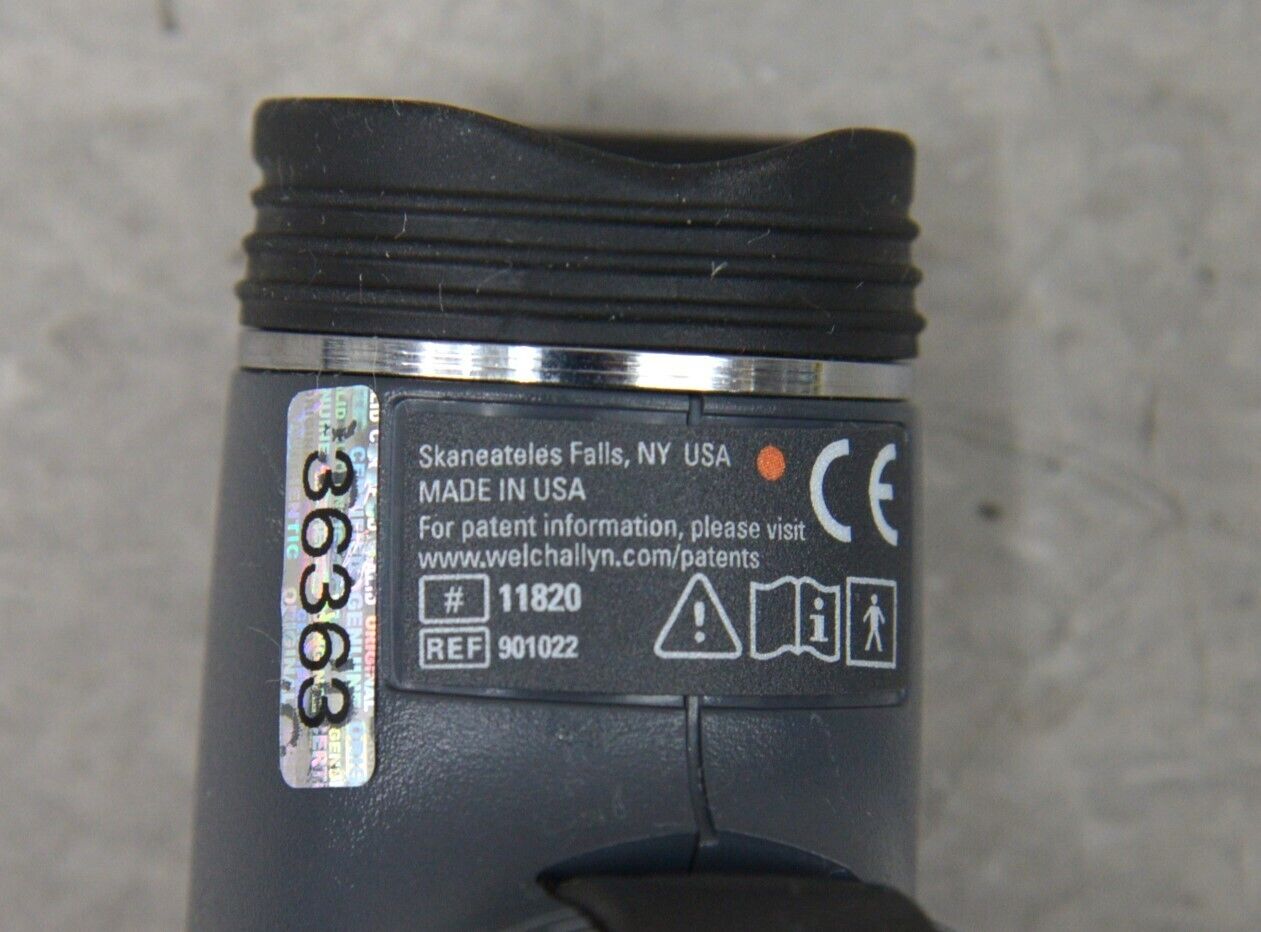 Skaneateles Falls, NY USA
MADE IN USA
For patent information, please visit
www.welchallyn.com/patents
# 11820
REF 901022
CE
36363